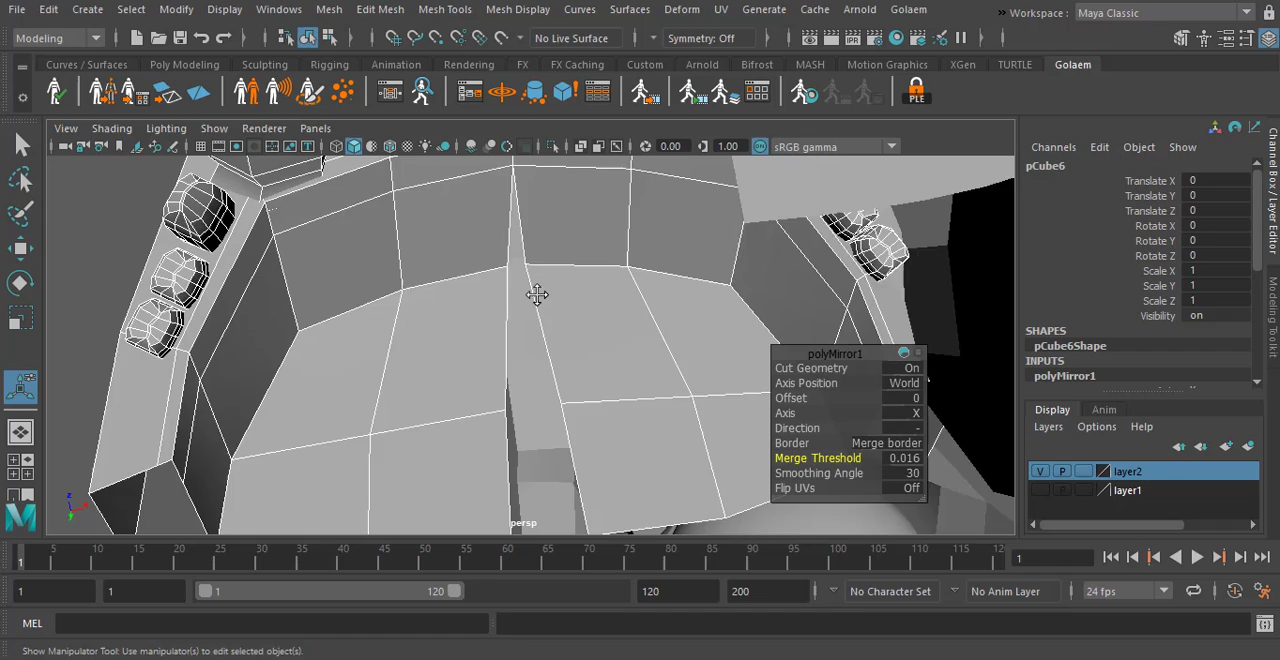 File Edit Create Select Modify Display Windows Mesh Edit Mesh Mesh Tools Mesh Display Curves Surfaces Deform UV Generate Cache Arnold Golaem
Workspace : Maya Classic
Modeling No Live Surface Symmetry: Off
Curves / Surfaces Poly Modeling Sculpting Rigging Animation Rendering FX FX Caching Custom Arnold Bifrost MASH Motion Graphics XGen TURTLE Golaem
PLE
View Shading Lighting Show Renderer Panels
0.00 1.00 ON sRGB gamma
Channels Edit Object Show
pCube6
Translate X 0
Translate Y 0
Translate Z 0
Rotate X 0
Rotate Y 0
Rotate Z 0
Scale X 1
Scale Y 1
Scale Z 1
Visibility on
SHAPES
pCube6Shape
INPUTS
polyMirror1
Channel Box / Layer Editor
Modeling Toolkit
polyMirror1
Cut Geometry On
Axis Position World
Offset 0
Axis X
Direction -
Border Merge border
Merge Threshold 0.016
Smoothing Angle 30
Flip UVs Off
Display Anim
Layers Options Help
V P layer2
P layer1
z
persp
1 5 10 15 20 25 30 35 40 45 50 55 60 65 70 75 80 85 90 95 100 105 110 115 12
1
1 1 1 120 120 200 No Character Set No Anim Layer 24 fps
MEL
Show Manipulator Tool: Use manipulator(s) to edit selected object(s).